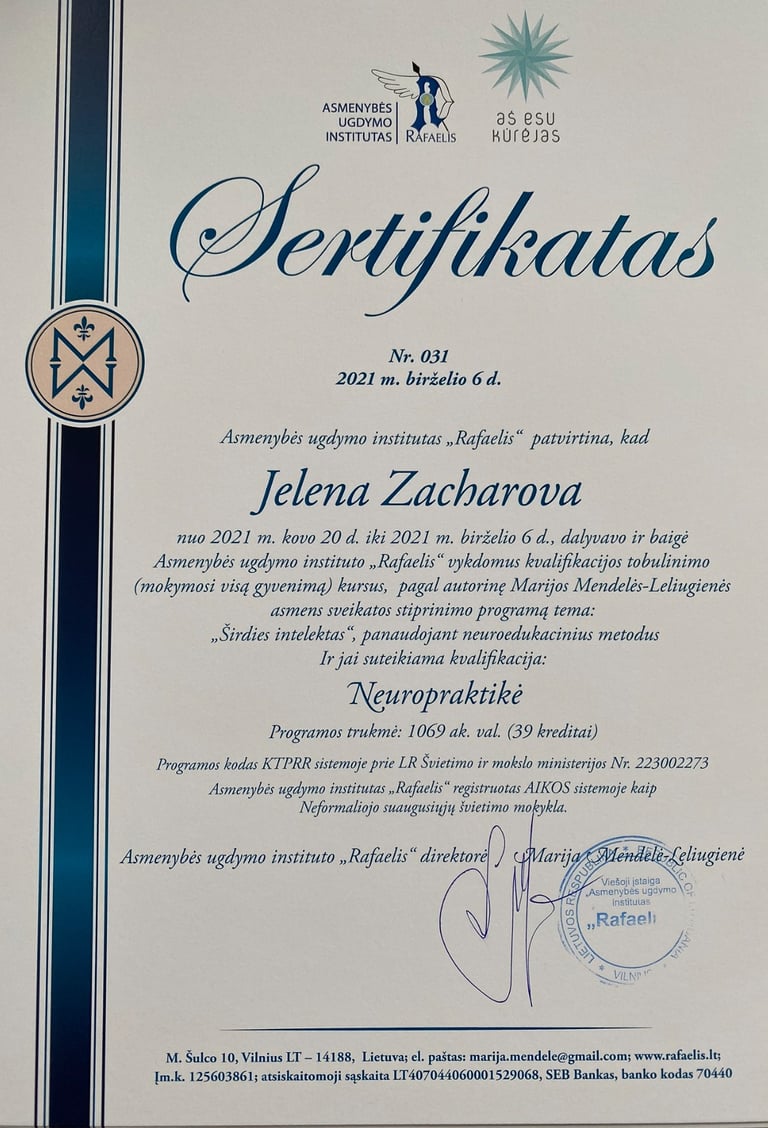 ASMENYBĖS
UGDYMO
INSTITUTAS
RAFAELIS
aš esu
kūrėjas
Sertifikatas
Nr. 031
2021 m. birželio 6 d.
Asmenybės ugdymo institutas „Rafaelis“ patvirtina, kad
Jelena Zacharova
nuo 2021 m. kovo 20 d. iki 2021 m. birželio 6 d., dalyvavo ir baigė
Asmenybės ugdymo instituto „Rafaelis“ vykdomus kvalifikacijos tobulinimo
(mokymosi visą gyvenimą) kursus, pagal autorinę Marijos Mendelės-Leliugienės
asmens sveikatos stiprinimo programą tema:
„Širdies intelektas“, panaudojant neuroedukacinius metodus
Ir jai suteikiama kvalifikacija:
Neuropraktikė
Programos trukmė: 1069 ak. val. (39 kreditai)
Programos kodas KTPRR sistemoje prie LR Švietimo ir mokslo ministerijos Nr. 223002273
Asmenybės ugdymo institutas „Rafaelis“ registruotas AIKOS sistemoje kaip
Neformaliojo suaugusiųjų švietimo mokykla.
Asmenybės ugdymo instituto „Rafaelis“ direktorė Marija Mendelė-Leliugienė
LIETUVOS RESPUBLIKA * REPUBLIC OF
Viešoji įstaiga
„Asmenybės ugdymo
institutas
„Rafaeli
* VILNIUS
M. Šulco 10, Vilnius LT – 14188, Lietuva; el. paštas: marija.mendele@gmail.com; www.rafaelis.lt;
Įm.k. 125603861; atsiskaitomoji sąskaita LT407044060001529068, SEB Bankas, banko kodas 70440